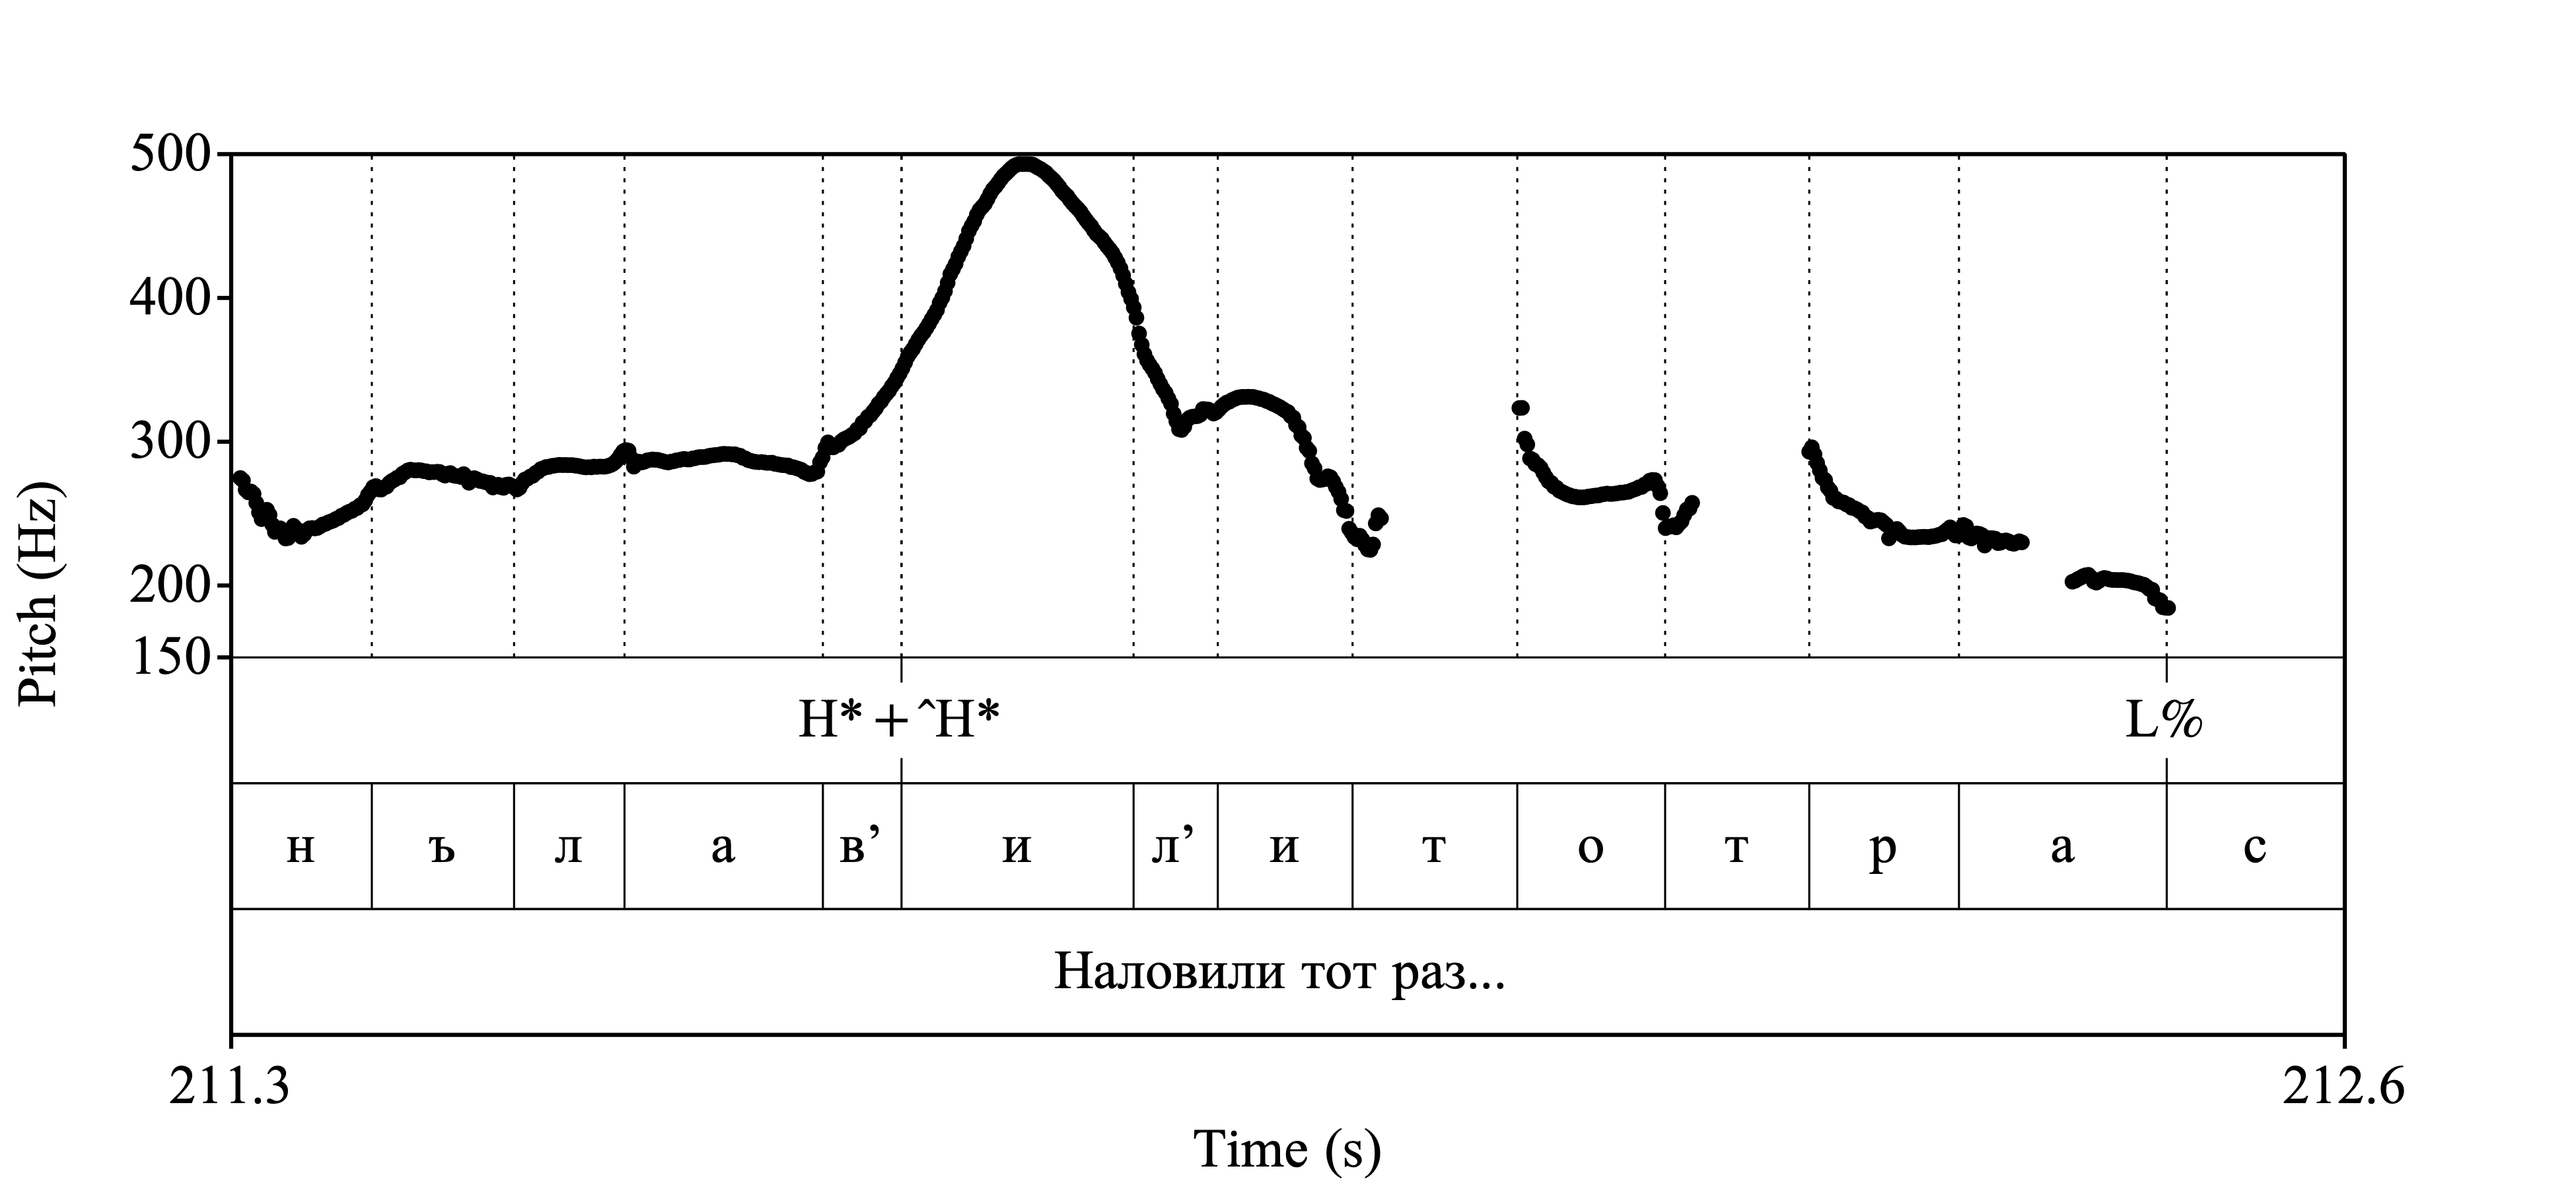 500
400
300
200
150
Pitch (Hz)
H* + ^H* L%
н ъ л а в’ и л’ и т о т р а с
Наловили тот раз...
211.3 212.6
Time (s)